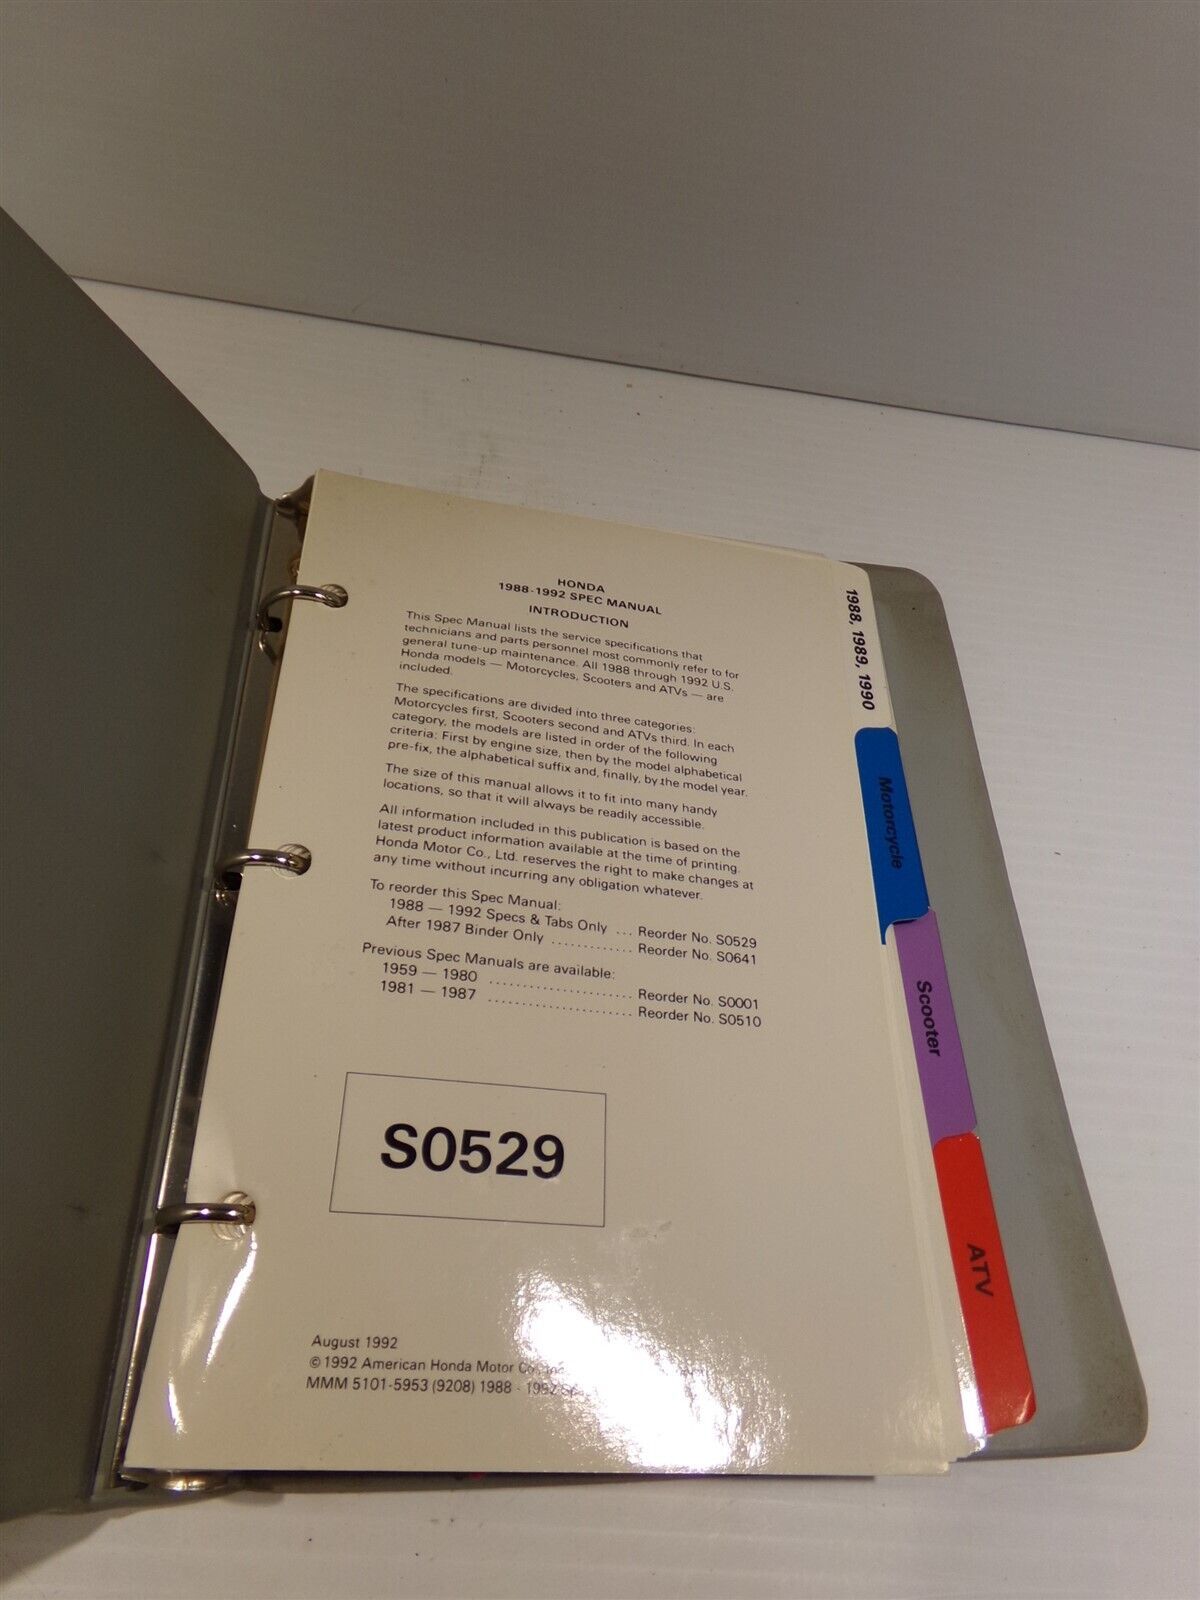 HONDA
1988-1992 SPEC MANUAL
INTRODUCTION
This Spec Manual lists the service specifications that
technicians and parts personnel most commonly refer to for
general tune-up maintenance. All 1988 through 1992 U.S.
Honda models — Motorcycles, Scooters and ATVs — are
included.
The specifications are divided into three categories:
Motorcycles first, Scooters second and ATVs third. In each
category, the models are listed in order of the following
criteria: First by engine size, then by the model alphabetical
pre-fix, the alphabetical suffix and, finally, by the model year.
The size of this manual allows it to fit into many handy
locations, so that it will always be readily accessible.
All information included in this publication is based on the
latest product information available at the time of printing.
Honda Motor Co., Ltd. reserves the right to make changes at
any time without incurring any obligation whatever.
To reorder this Spec Manual:
1988 — 1992 Specs & Tabs Only ... Reorder No. S0529
After 1987 Binder Only ............ Reorder No. S0641
Previous Spec Manuals are available:
1959 — 1980 ..................... Reorder No. S0001
1981 — 1987 ..................... Reorder No. S0510
S0529
August 1992
© 1992 American Honda Motor Co.
MMM 5101-5953 (9208) 1988 - 1992
1988, 1989, 1990
Motorcycle
Scooter
ATV